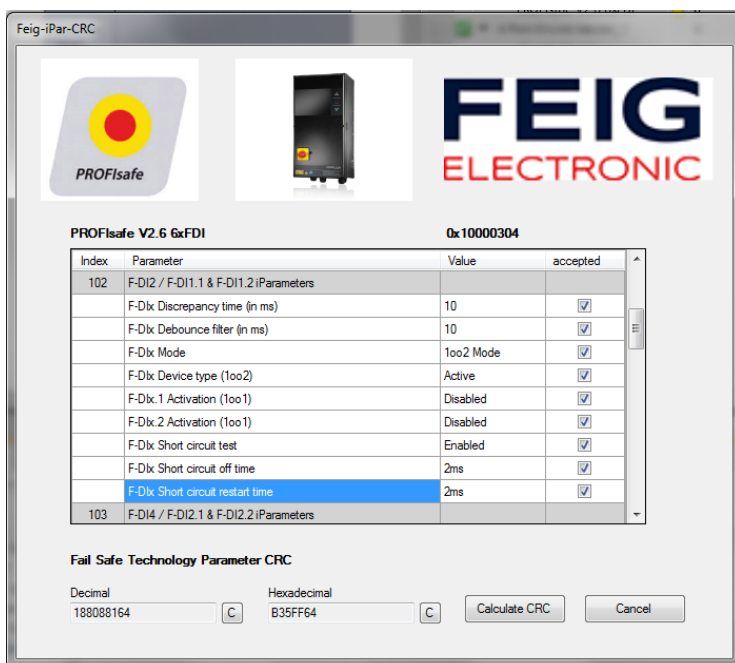 Feig-iPar-CRC
PROFIsafe
FEIG
ELECTRONIC
PROFIsafe V2.6 6xFDI 0x10000304
Index Parameter Value accepted
102 F-DI2 / F-DI1.1 & F-DI1.2 iParameters
F-DIx Discrepancy time (in ms) 10
F-DIx Debounce filter (in ms) 10
F-DIx Mode 1oo2 Mode
F-DIx Device type (1oo2) Active
F-DIx.1 Activation (1oo1) Disabled
F-DIx.2 Activation (1oo1) Disabled
F-DIx Short circuit test Enabled
F-DIx Short circuit off time 2ms
F-DIx Short circuit restart time 2ms
103 F-DI4 / F-DI2.1 & F-DI2.2 iParameters
Fail Safe Technology Parameter CRC
Decimal Hexadecimal
188088164 C B35FF64 C Calculate CRC Cancel